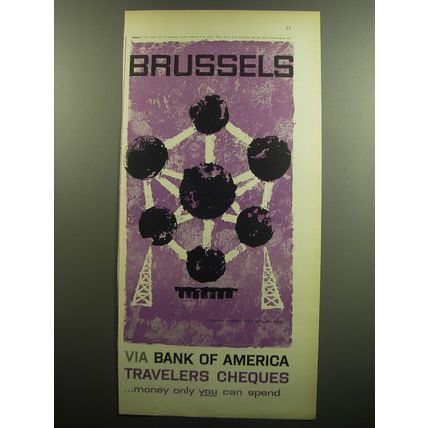 BRUSSELS
VIA BANK OF AMERICA
TRAVELERS CHEQUES
...money only you can spend